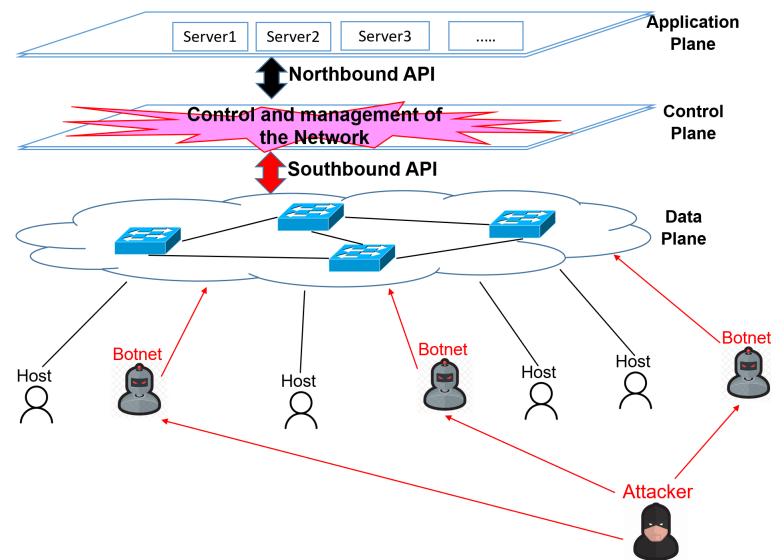 Application
Plane
Server1
Server2
Server3
.....
Northbound API
Control and management of
the Network
Control
Plane
Southbound API
Data
Plane
Botnet
Botnet
Botnet
Host
Host
Host
Host
Attacker